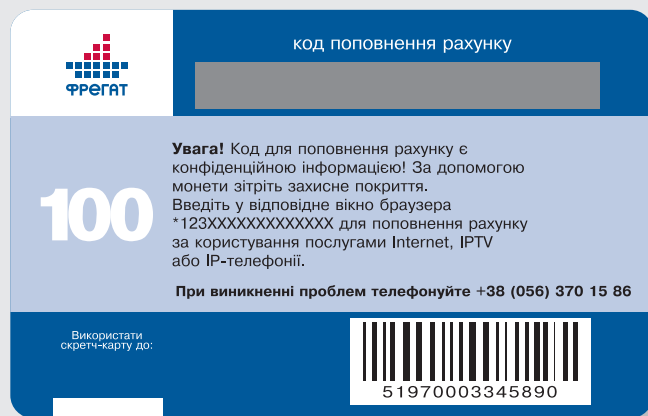 код поповнення рахунку
ФРЕГАТ
100
Увага! Код для поповнення рахунку є
конфіденційною інформацією! За допомогою
монети зітріть захисне покриття.
Введіть у відповідне вікно браузера
*123XXXXXXXXXXXXXX для поповнення рахунку
за користування послугами Internet, IPTV
або IP-телефонії.
При виникненні проблем телефонуйте +38 (056) 370 15 86
Використати
скретч-карту до:
51970003345890